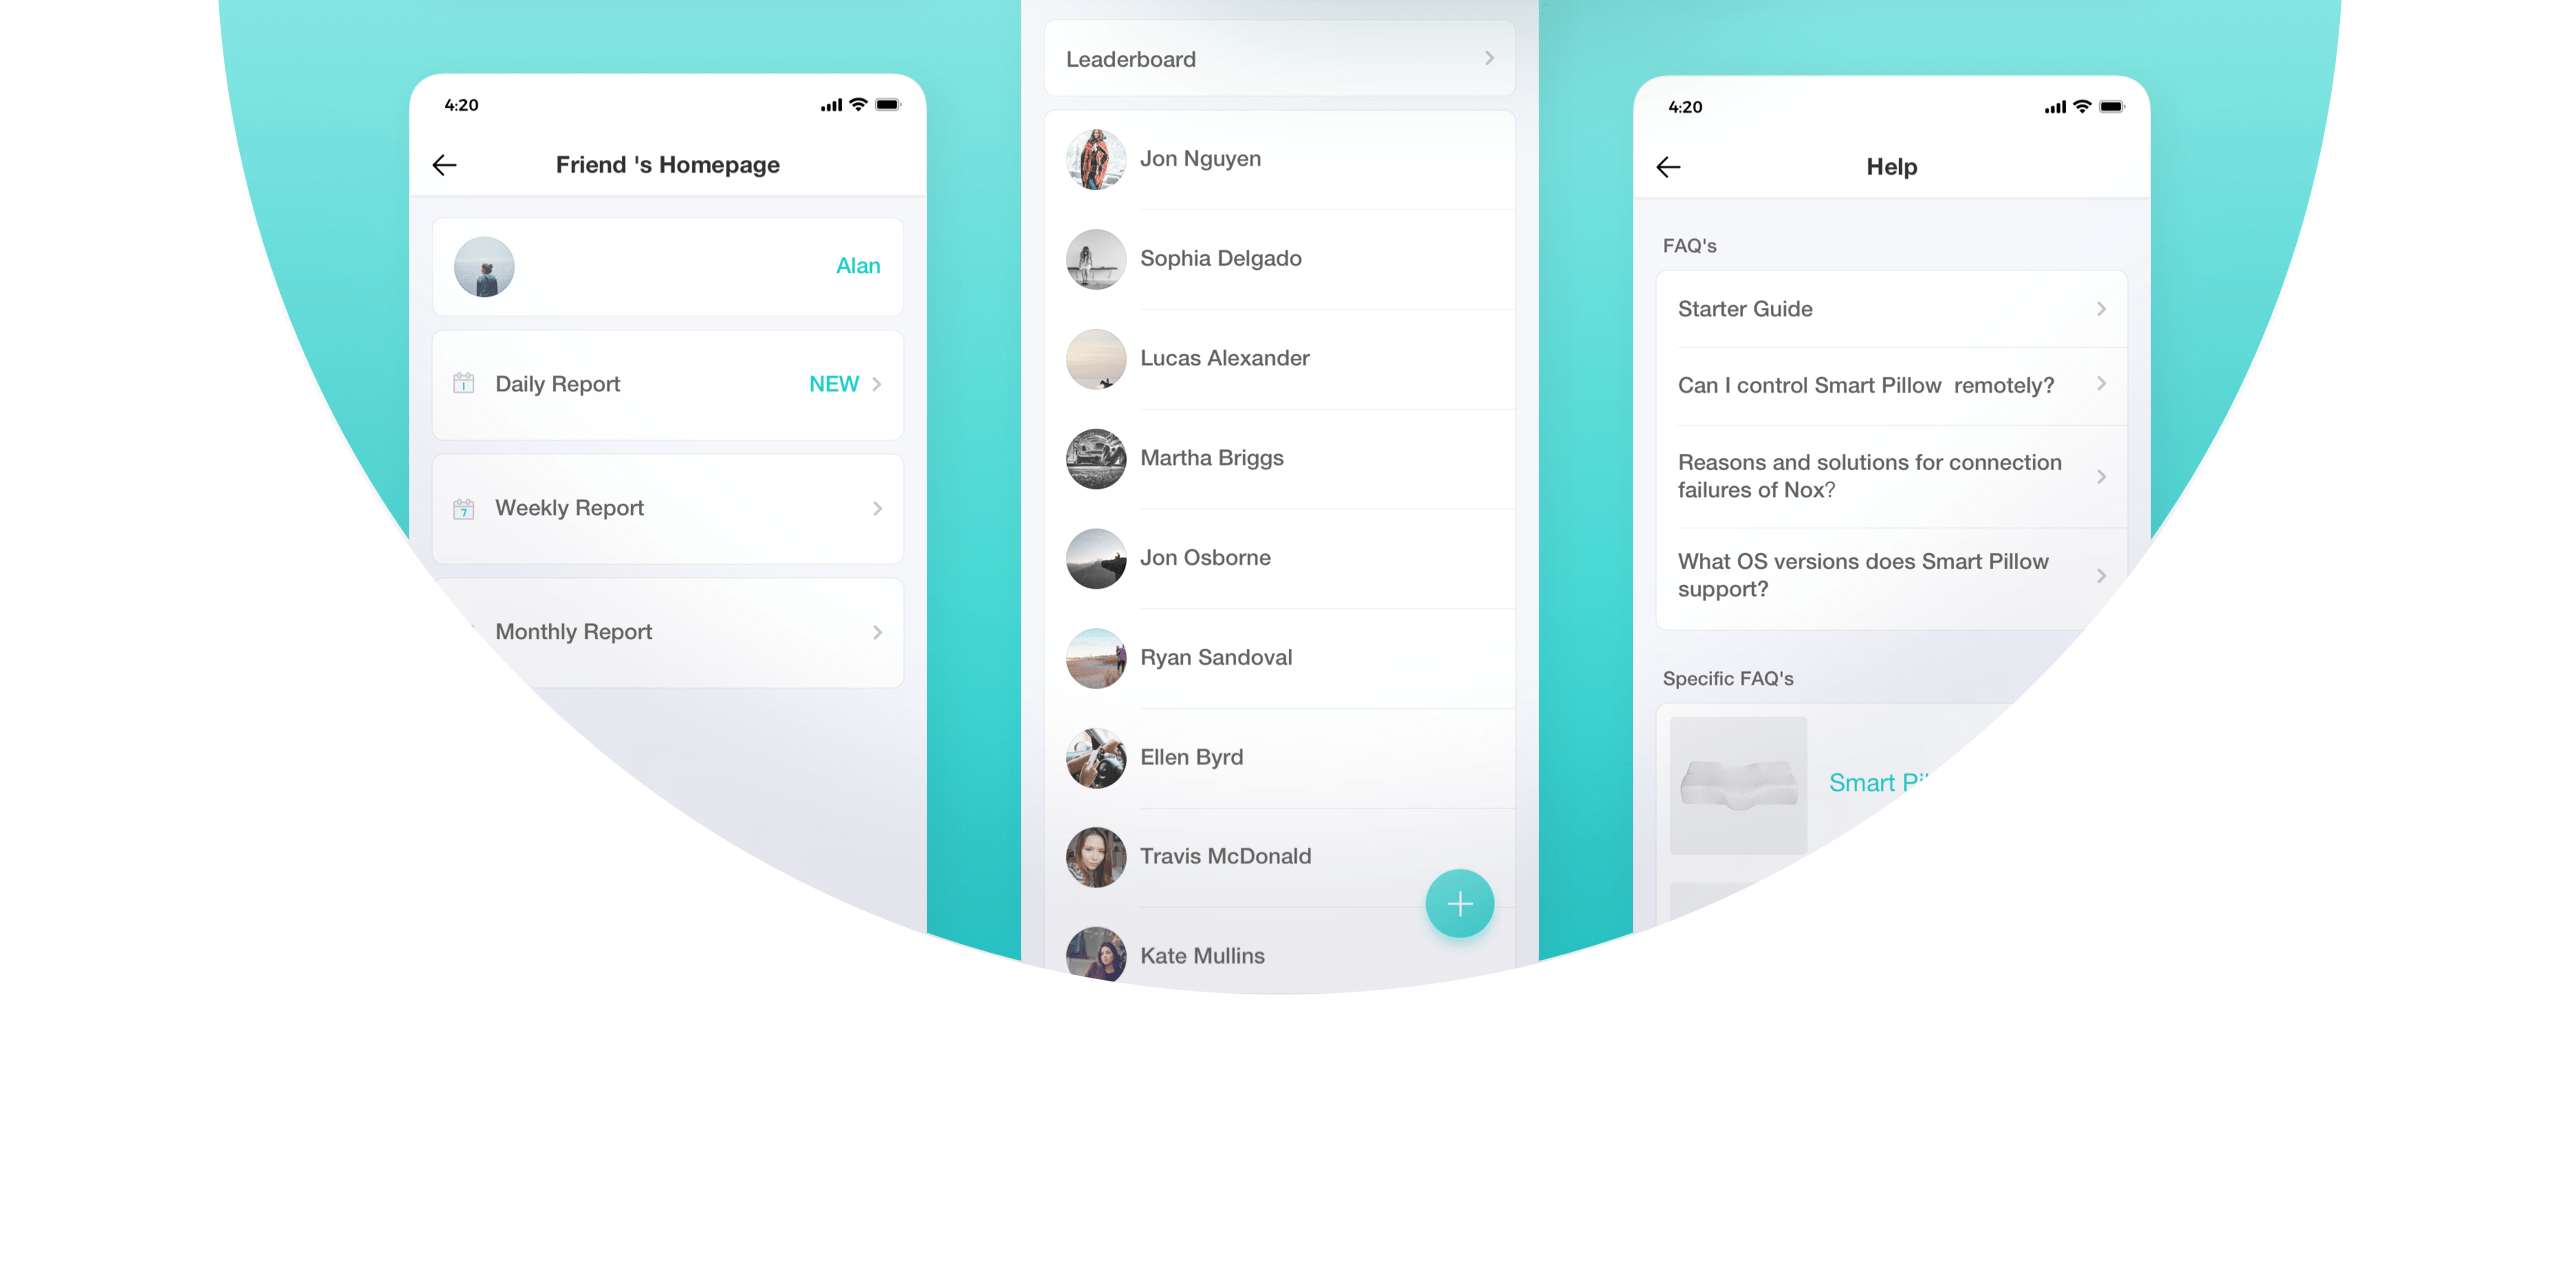 4:20
Friend 's Homepage
Alan
Daily Report
NEW
Weekly Report
7
Monthly Report
Leaderboard
Jon Nguyen
Sophia Delgado
Lucas Alexander
Martha Briggs
Jon Osborne
Ryan Sandoval
Ellen Byrd
Travis McDonald
Kate Mullins
4:20
Help
FAQ's
Starter Guide
Can I control Smart Pillow  remotely?
Reasons and solutions for connection
failures of Nox?
What OS versions does Smart Pillow
support?
Specific FAQ's
Smart